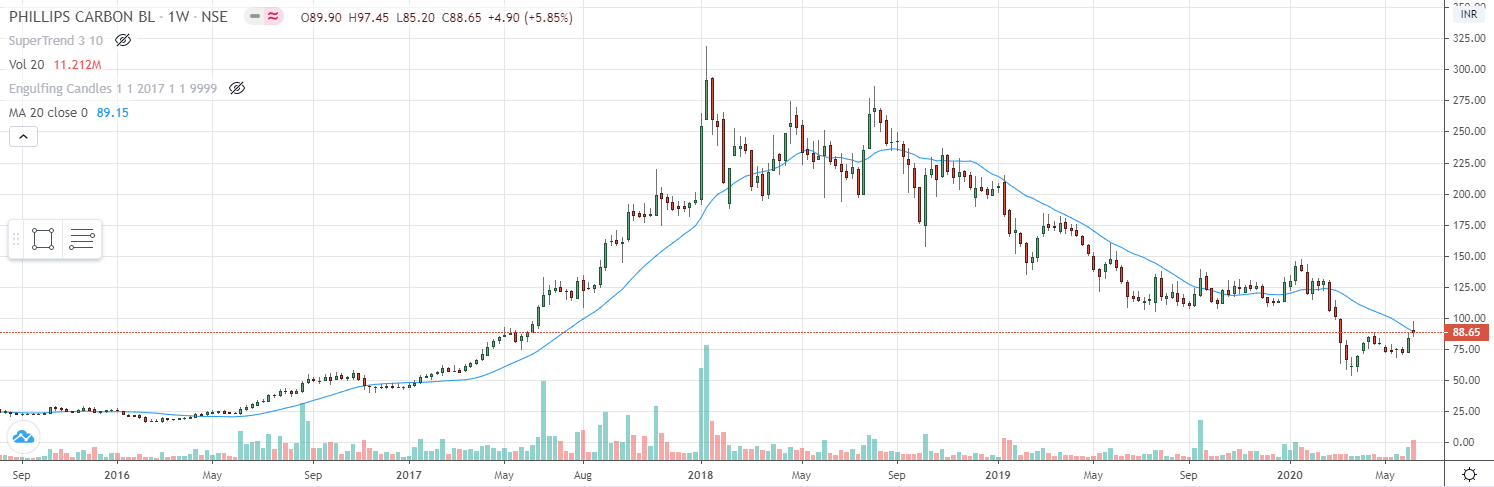 PHILLIPS CARBON BL · 1W · NSE O89.90 H97.45 L85.20 C88.65 +4.90 (+5.85%)
SuperTrend 3 10
Vol 20 11.212M
Engulfing Candles 1 1 2017 1 1 9999
MA 20 close 0 89.15
INR
325.00
300.00
275.00
250.00
225.00
200.00
175.00
150.00
125.00
100.00
88.65
75.00
50.00
25.00
0.00
Sep 2016 May Sep 2017 May Aug 2018 May Sep 2019 May Sep 2020 May